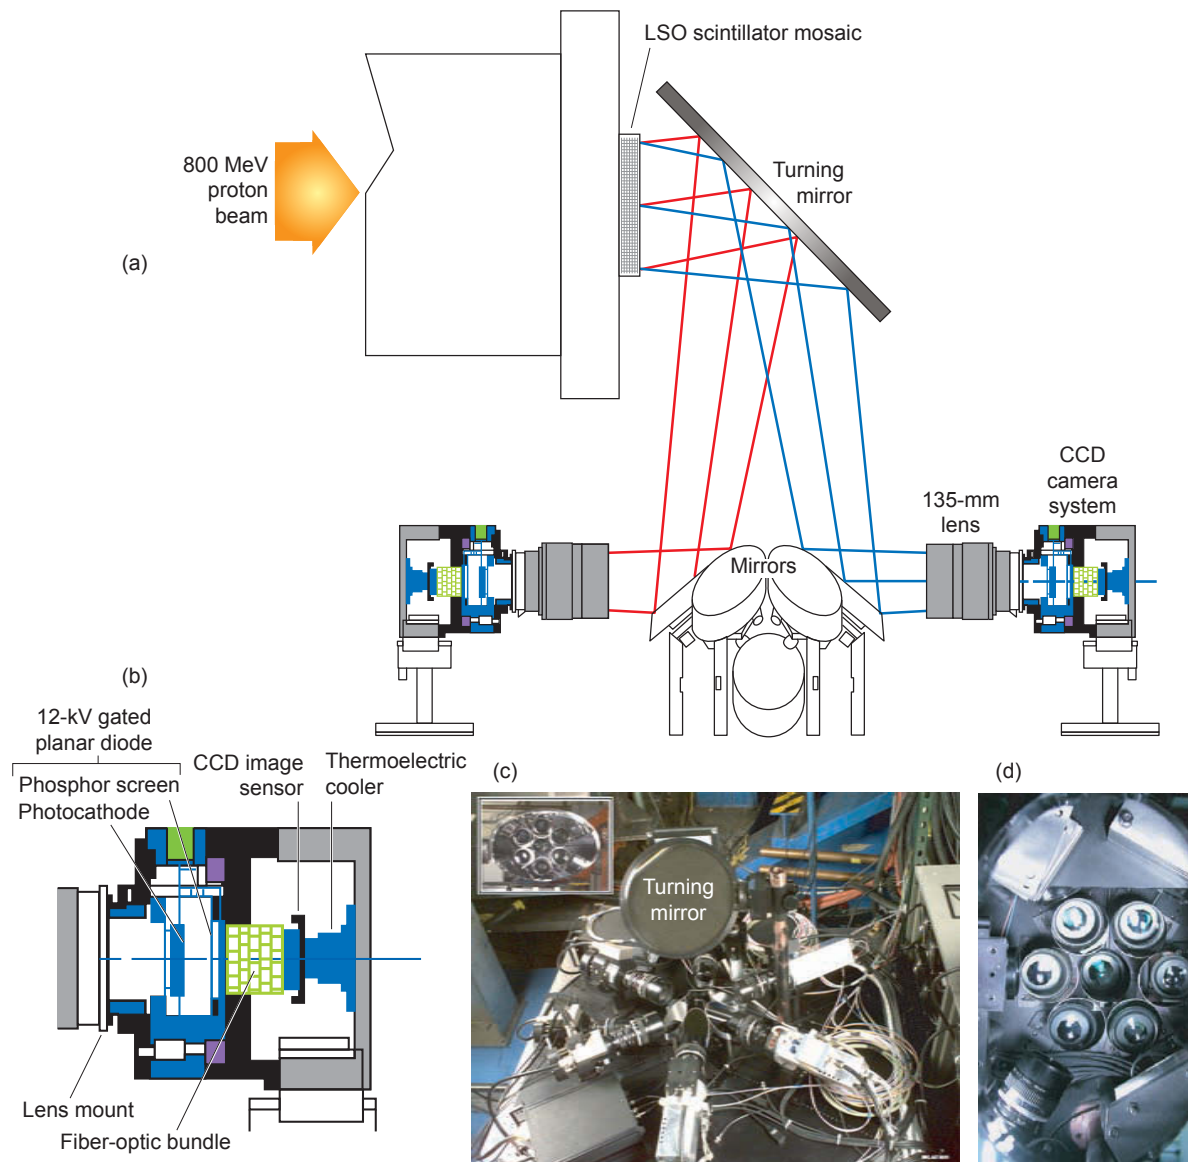 LSO scintillator mosaic
800 MeV
proton
beam
Turning
mirror
(a)
CCD
camera
system
135-mm
lens
Mirrors
(b)
12-kV gated
planar diode
Phosphor screen
Photocathode
CCD image
sensor
Thermoelectric
cooler
Lens mount
Fiber-optic bundle
(c)
Turning
mirror
(d)